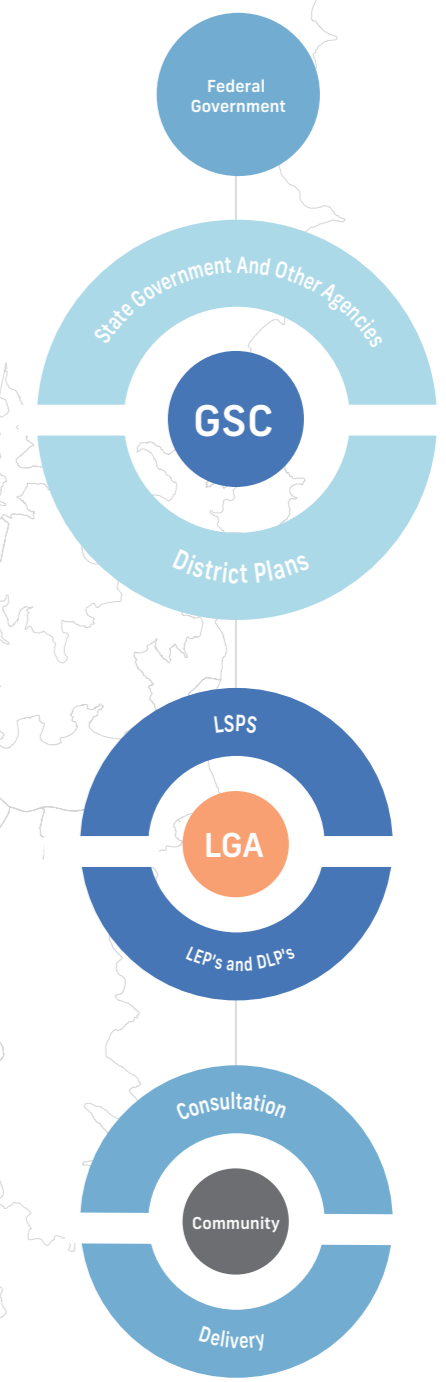 Federal
Government
State Government And Other Agencies
GSC
District Plans
LSPS
LGA
LEP's and DLP's
Consultation
Community
Delivery